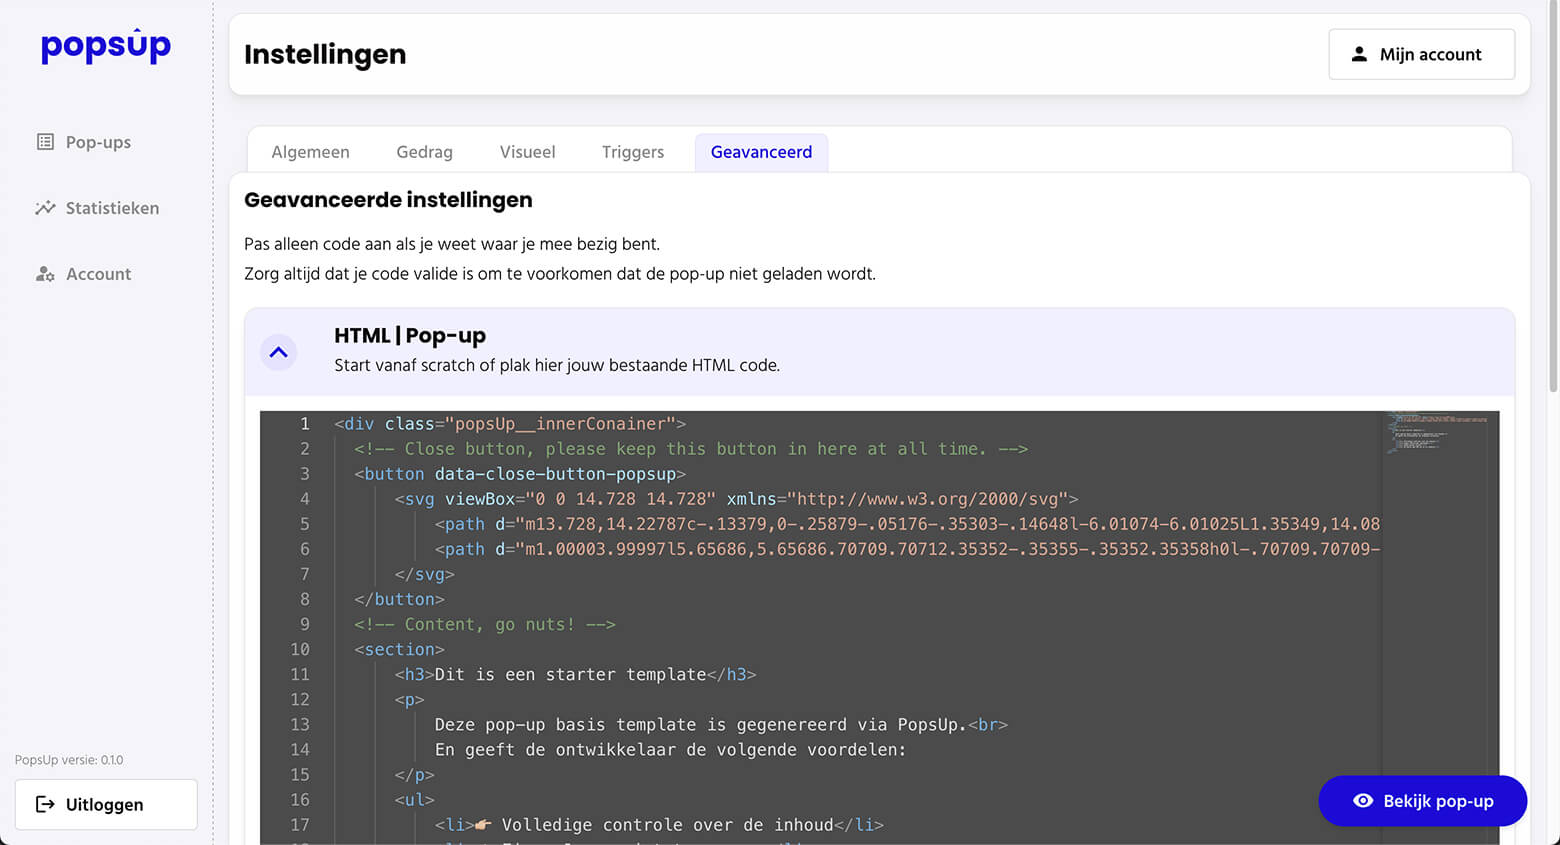 popsûp
Instellingen
Mijn account
Pop-ups
Statistieken
Account
Algemeen
Gedrag
Visueel
Triggers
Geavanceerd
Geavanceerde instellingen
Pas alleen code aan als je weet waar je mee bezig bent.
Zorg altijd dat je code valide is om te voorkomen dat de pop-up niet geladen wordt.
HTML | Pop-up
Start vanaf scratch of plak hier jouw bestaande HTML code.
1 <div class="popsUp__innerConainer">
2 <!-- Close button, please keep this button in here at all time. -->
3 <button data-close-button-popsup>
4 <svg viewBox="0 0 14.728 14.728" xmlns="http://www.w3.org/2000/svg">
5 <path d="m13.728,14.22787c-.13379,0-.25879-.05176-.35303-.14648l-6.01074-6.01025L1.35349,14.08
6 <path d="m1.00003.99997l5.65686,5.65686.70709.70712.35352-.35355-.35352.35358h0l-.70709.70709-
7 </svg>
8 </button>
9 <!-- Content, go nuts! -->
10 <section>
11 <h3>Dit is een starter template</h3>
12 <p>
13 Deze pop-up basis template is gegenereerd via PopsUp.<br>
14 En geeft de ontwikkelaar de volgende voordelen:
15 </p>
16 <ul>
17 <li>👉🏼 Volledige controle over de inhoud</li>
PopsUp versie: 0.1.0
Uitloggen
Bekijk pop-up